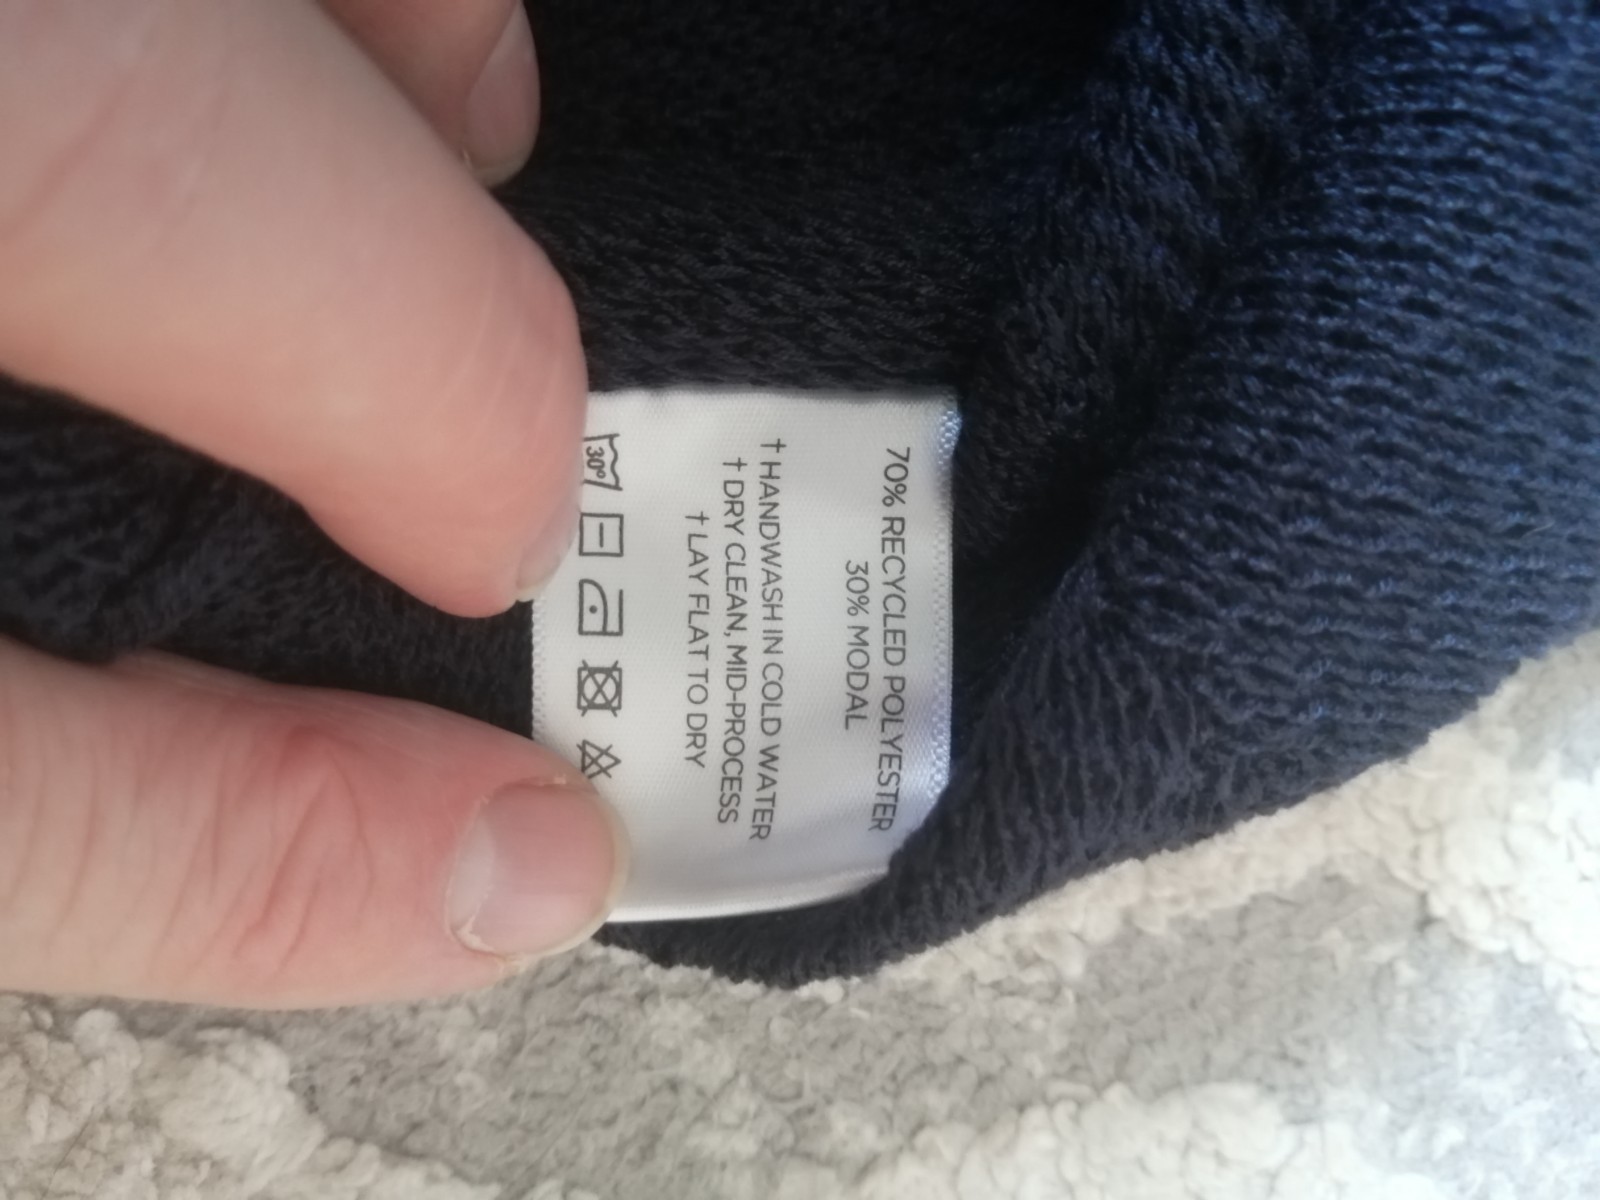 70% RECYCLED POLYESTER
30% MODAL
† HANDWASH IN COLD WATER
† DRY CLEAN, MID-PROCESS
† LAY FLAT TO DRY
30°